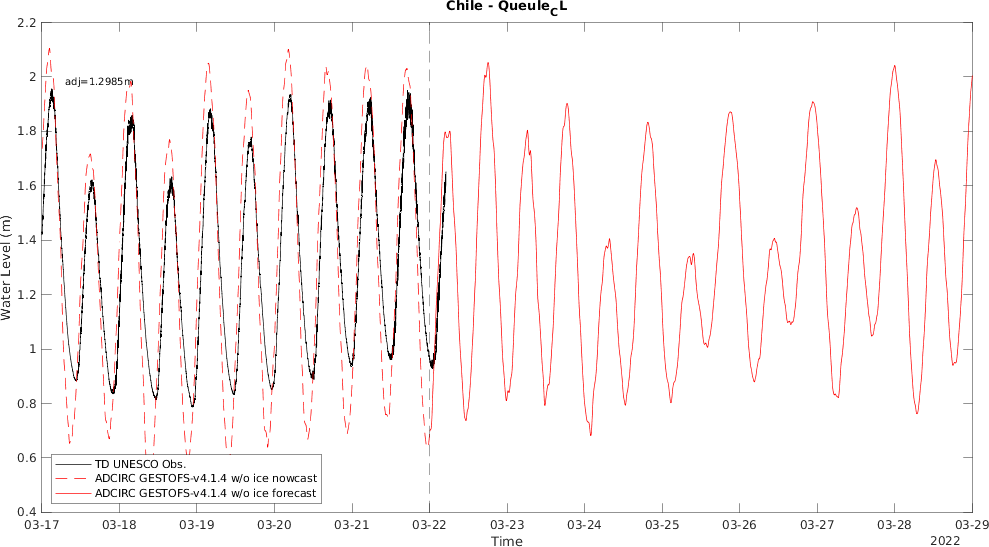 Chile - Queule_CL
2.2
2
1.8
1.6
1.4
1.2
1
0.8
0.6
0.4
Water Level (m)
adj=1.2985m
TD UNESCO Obs.
ADCIRC GESTOFS-v4.1.4 w/o ice nowcast
ADCIRC GESTOFS-v4.1.4 w/o ice forecast
03-17 03-18 03-19 03-20 03-21 03-22 03-23 03-24 03-25 03-26 03-27 03-28 03-29
Time
2022